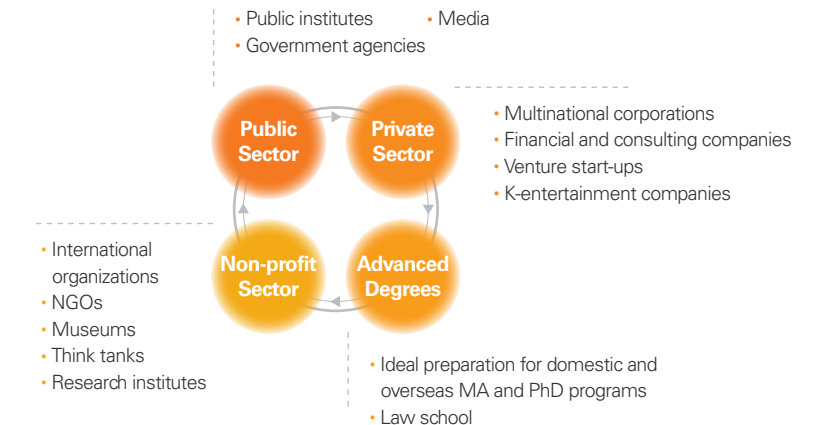 • Public institutes
• Media
• Government agencies
Public
Sector
Private
Sector
• Multinational corporations
• Financial and consulting companies
• Venture start-ups
• K-entertainment companies
• International
organizations
• NGOs
• Museums
• Think tanks
• Research institutes
Non-profit
Sector
Advanced
Degrees
• Ideal preparation for domestic and
overseas MA and PhD programs
• Law school